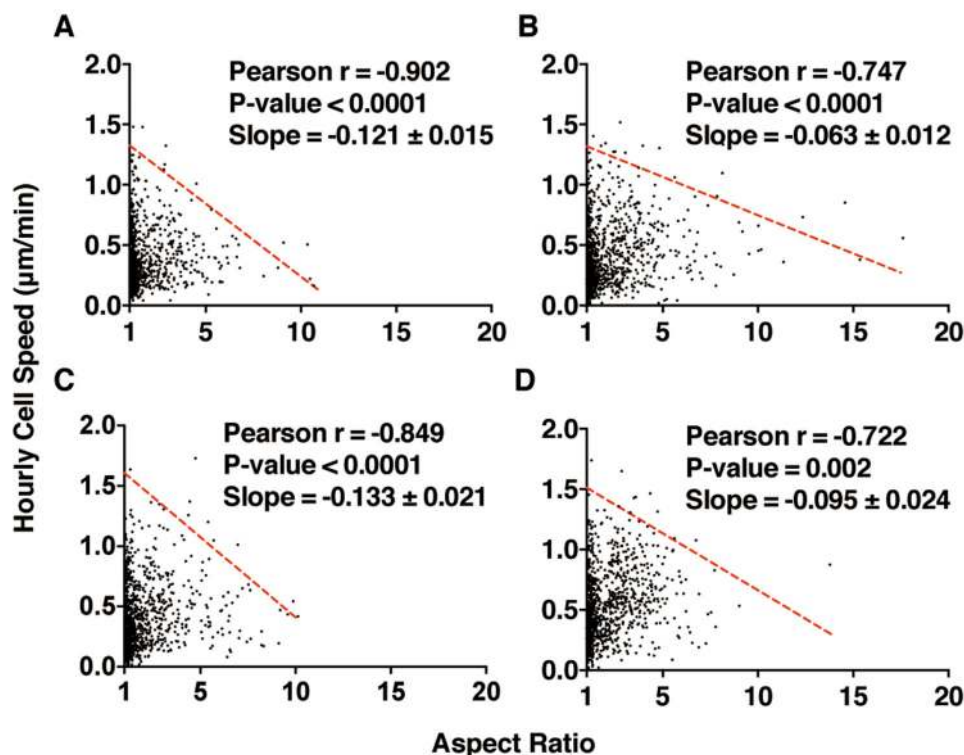 A
Pearson r = -0.902
P-value < 0.0001
Slope = -0.121 ± 0.015
2.0
1.5
1.0
0.5
0.0
1 5 10 15 20
B
Pearson r = -0.747
P-value < 0.0001
Slope = -0.063 ± 0.012
2.0
1.5
1.0
0.5
0.0
1 5 10 15 20
Hourly Cell Speed (µm/min)
C
Pearson r = -0.849
P-value < 0.0001
Slope = -0.133 ± 0.021
2.0
1.5
1.0
0.5
0.0
1 5 10 15 20
D
Pearson r = -0.722
P-value = 0.002
Slope = -0.095 ± 0.024
2.0
1.5
1.0
0.5
0.0
1 5 10 15 20
Aspect Ratio